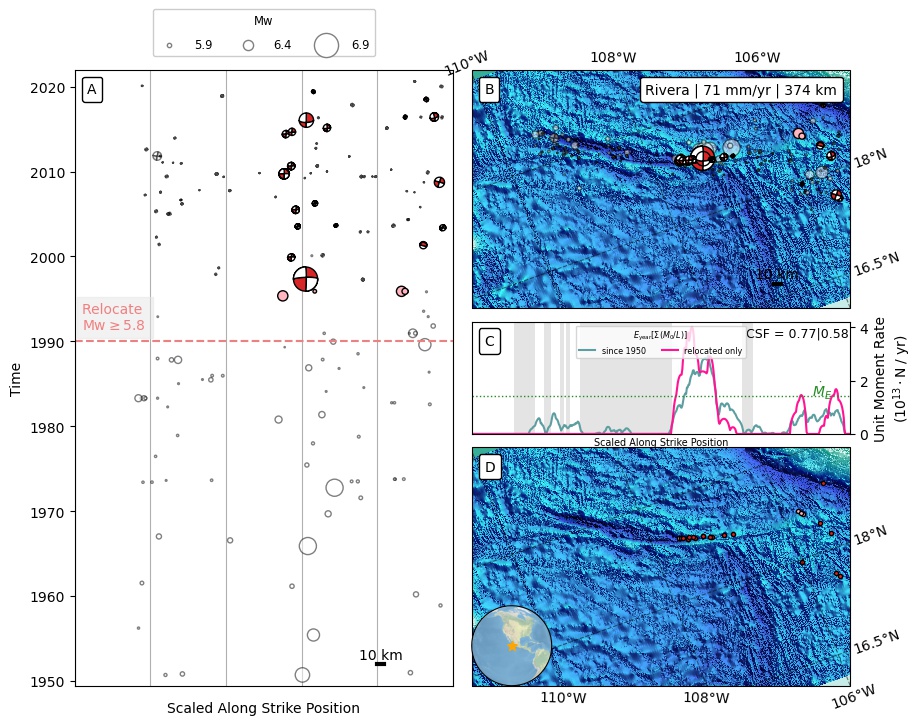 Mw
5.9 6.4 6.9
A
2020
2010
2000
1990
1980
1970
1960
1950
Time
Relocate
Mw ≥ 5.8
10 km
Scaled Along Strike Position
110°W 108°W 106°W
B
Rivera | 71 mm/yr | 374 km
18°N
16.5°N
10 km
C
E_year[Σ(M₀/L)]
since 1950 relocated only
CSF = 0.77|0.58
Ṁ_E
4
2
0
Unit Moment Rate
(10¹³ · N / yr)
Scaled Along Strike Position
D
18°N
16.5°N
110°W 108°W 106°W